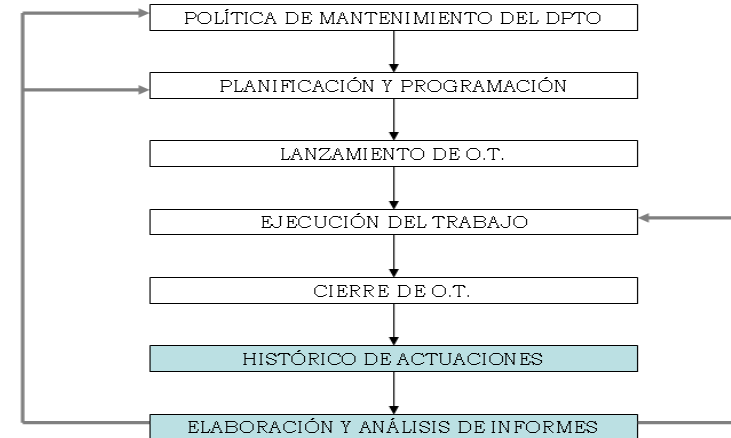 POLÍTICA DE MANTENIMIENTO DEL DPTO
PLANIFICACIÓN Y PROGRAMACIÓN
LANZAMIENTO DE O.T.
EJECUCIÓN DEL TRABAJO
CIERRE DE O.T.
HISTÓRICO DE ACTUACIONES
ELABORACIÓN Y ANÁLISIS DE INFORMES